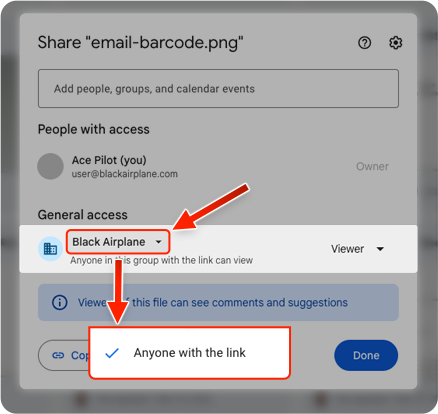 Share "email-barcode.png"
Add people, groups, and calendar events
People with access
Ace Pilot (you)
user@blackairplane.com
Owner
General access
Black Airplane
Anyone in this group with the link can view
Viewer
Viewe of this file can see comments and suggestions
Cop
Anyone with the link
Done